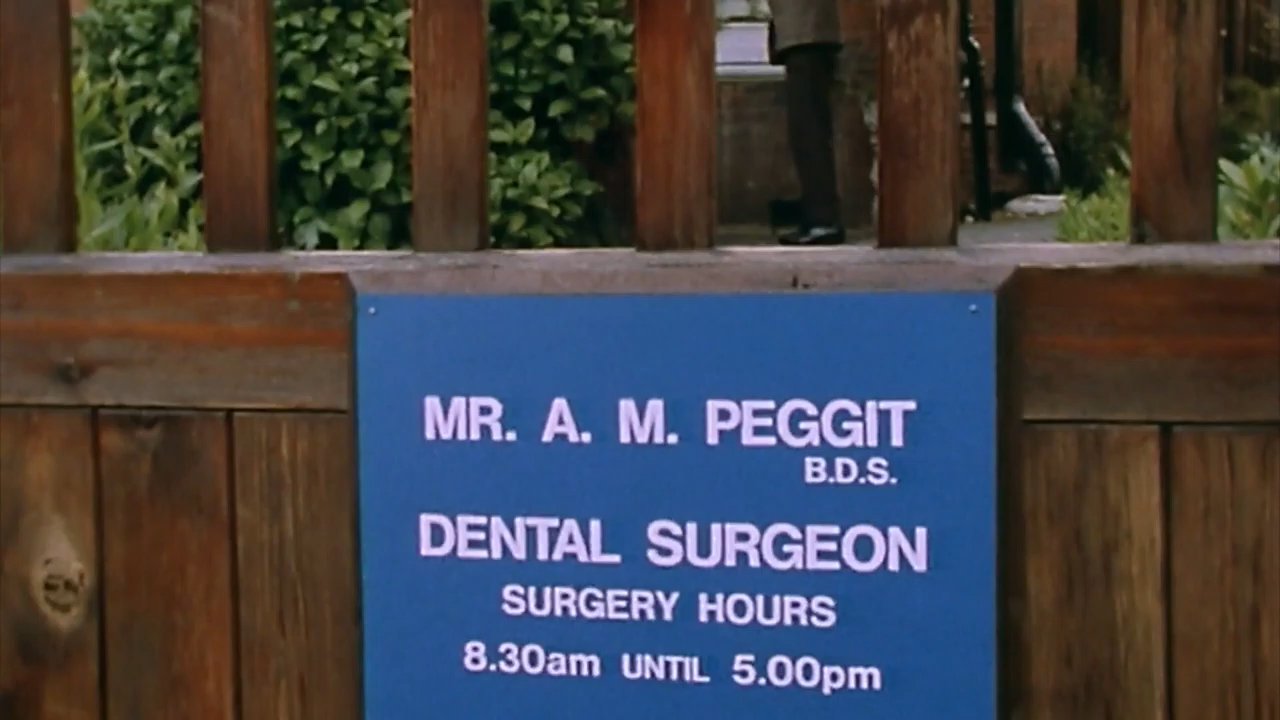 MR. A. M. PEGGIT
B.D.S.
DENTAL SURGEON
SURGERY HOURS
8.30am UNTIL 5.00pm